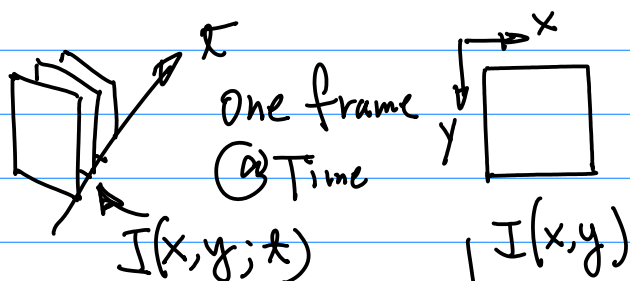 t
x
One frame
y
@ Time
I(x,y;t)
I(x,y)